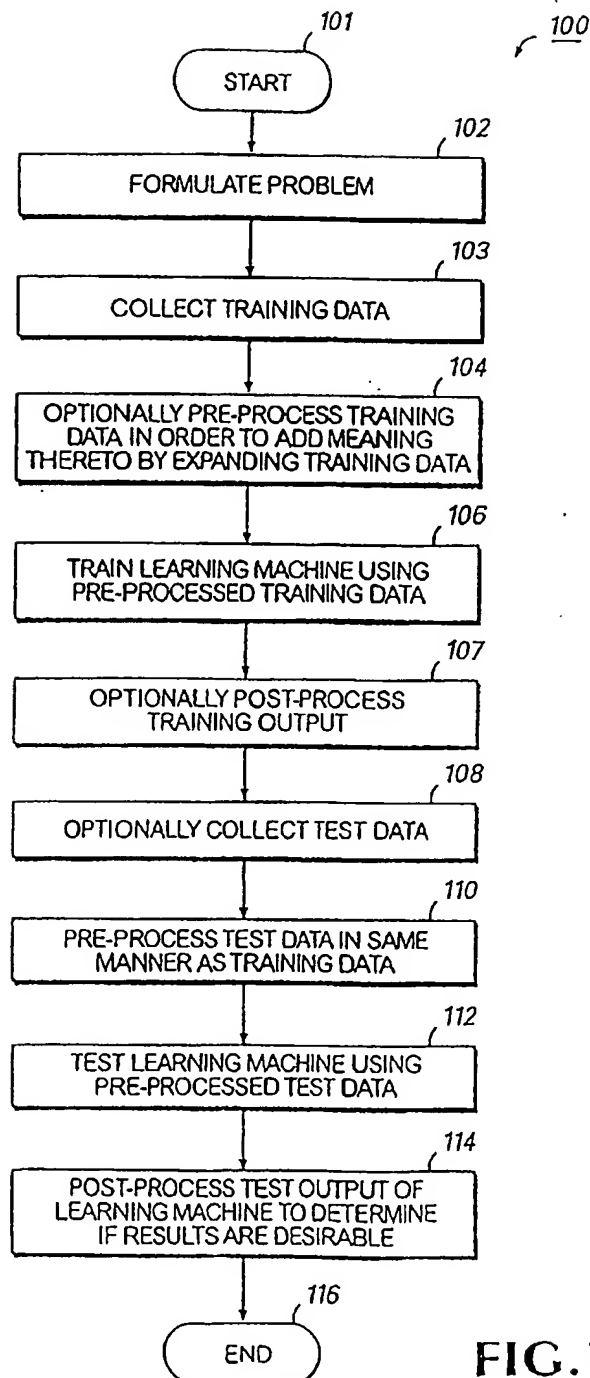 101
100
START
102
FORMULATE PROBLEM
103
COLLECT TRAINING DATA
104
OPTIONALLY PRE-PROCESS TRAINING
DATA IN ORDER TO ADD MEANING
THERETO BY EXPANDING TRAINING DATA
106
TRAIN LEARNING MACHINE USING
PRE-PROCESSED TRAINING DATA
107
OPTIONALLY POST-PROCESS
TRAINING OUTPUT
108
OPTIONALLY COLLECT TEST DATA
110
PRE-PROCESS TEST DATA IN SAME
MANNER AS TRAINING DATA
112
TEST LEARNING MACHINE USING
PRE-PROCESSED TEST DATA
114
POST-PROCESS TEST OUTPUT OF
LEARNING MACHINE TO DETERMINE
IF RESULTS ARE DESIRABLE
116
END
FIG.